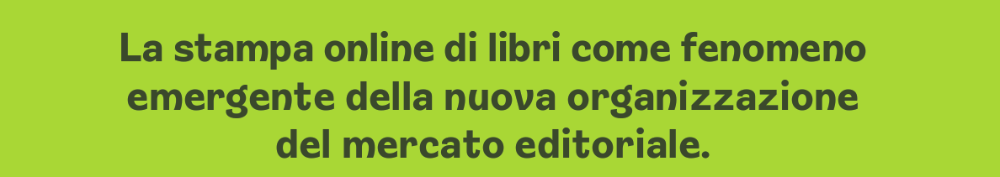 La stampa online di libri come fenomeno
emergente della nuova organizzazione
del mercato editoriale.